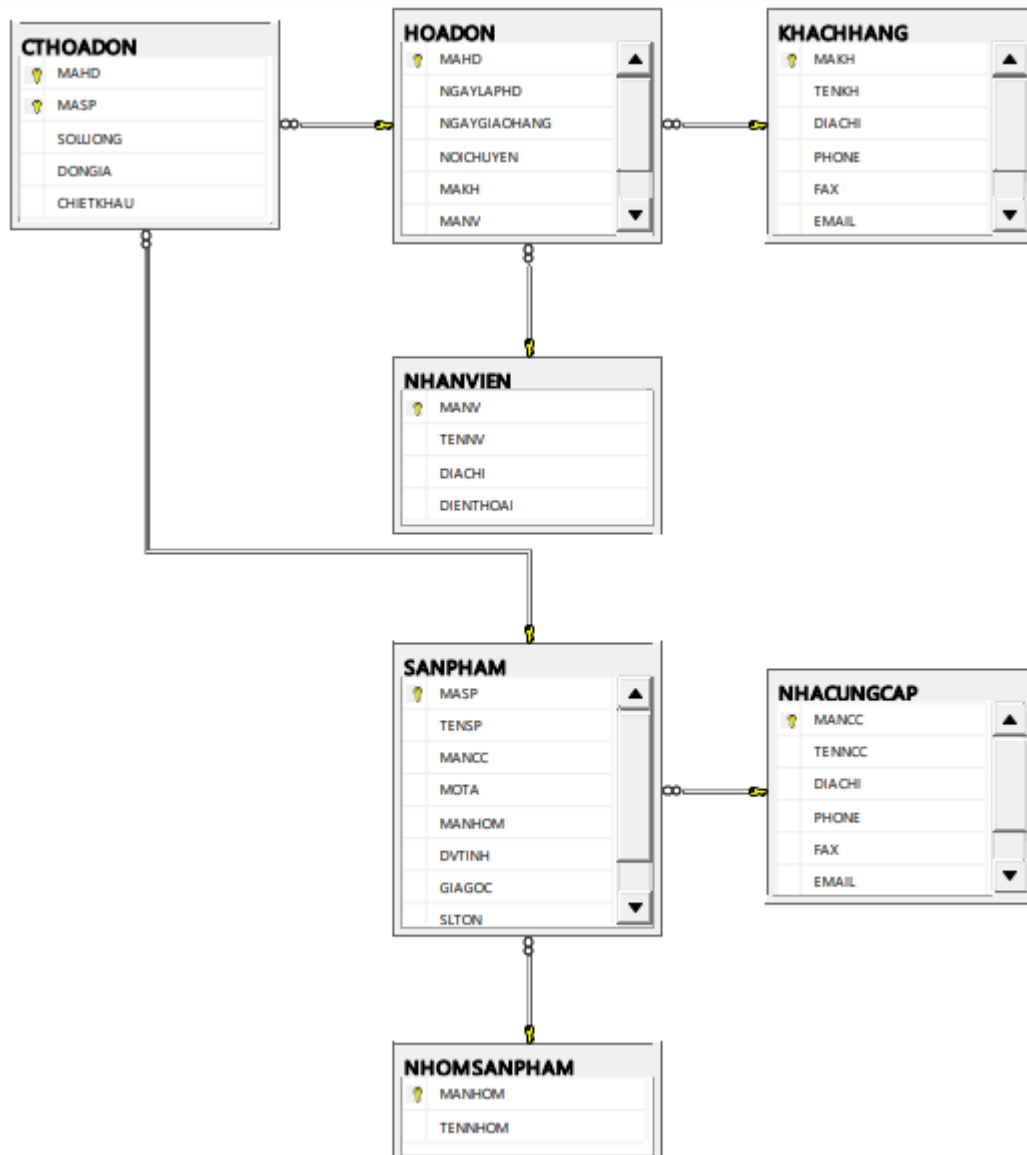 CTHOADON
MAHD
MASP
SOLUONG
DONGIA
CHIETKHAU
HOADON
MAHD
NGAYLAPHD
NGAYGIAOHANG
NOICHUYEN
MAKH
MANV
KHACHHANG
MAKH
TENKH
DIACHI
PHONE
FAX
EMAIL
NHANVIEN
MANV
TENNV
DIACHI
DIENTHOAI
SANPHAM
MASP
TENSP
MANCC
MOTA
MANHOM
DVTINH
GIAGOC
SLTON
NHACUNGCAP
MANCC
TENNCC
DIACHI
PHONE
FAX
EMAIL
NHOMSANPHAM
MANHOM
TENNHOM